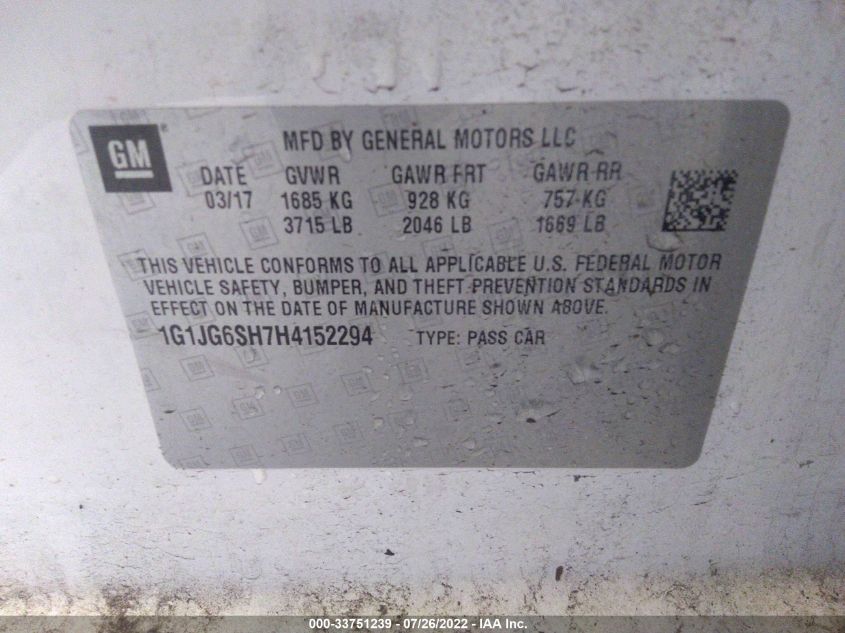 GM ®
MFD BY GENERAL MOTORS LLC
DATE GVWR GAWR FRT GAWR RR
03/17 1685 KG 928 KG 757 KG
3715 LB 2046 LB 1669 LB
THIS VEHICLE CONFORMS TO ALL APPLICABLE U.S. FEDERAL MOTOR
VEHICLE SAFETY, BUMPER, AND THEFT PREVENTION STANDARDS IN
EFFECT ON THE DATE OF MANUFACTURE SHOWN ABOVE.
1G1JG6SH7H4152294 TYPE: PASS CAR
000-33751239 - 07/26/2022 - IAA Inc.